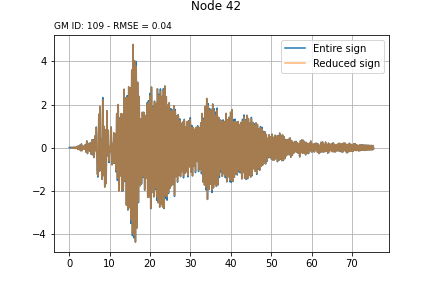 Node 42
GM ID: 109 - RMSE = 0.04
Entire sign
Reduced sign
4
2
0
−2
−4
0 10 20 30 40 50 60 70